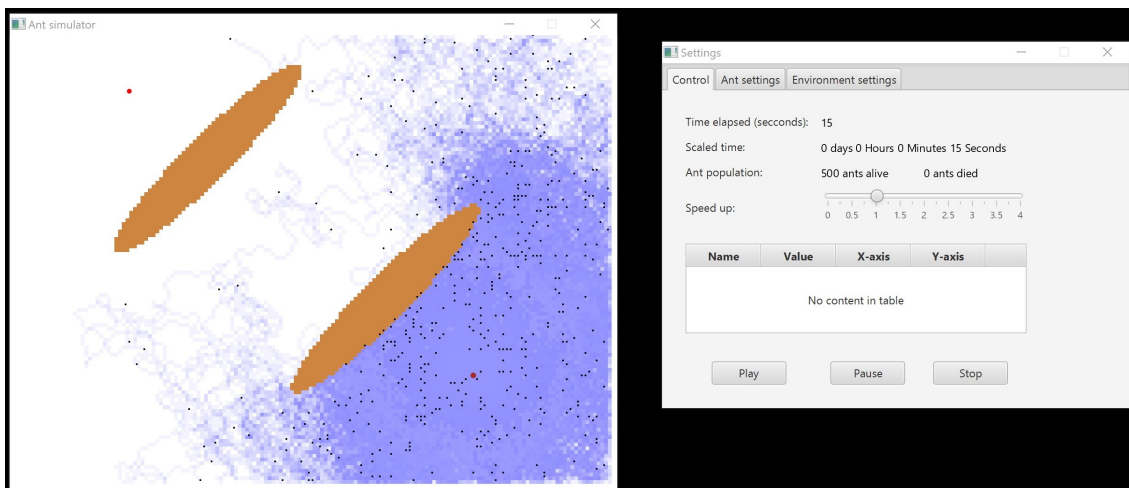 Ant simulator
Settings
Control Ant settings Environment settings
Time elapsed (secconds): 15
Scaled time: 0 days 0 Hours 0 Minutes 15 Seconds
Ant population: 500 ants alive 0 ants died
Speed up:
0 0.5 1 1.5 2 2.5 3 3.5 4
Name Value X-axis Y-axis
No content in table
Play Pause Stop